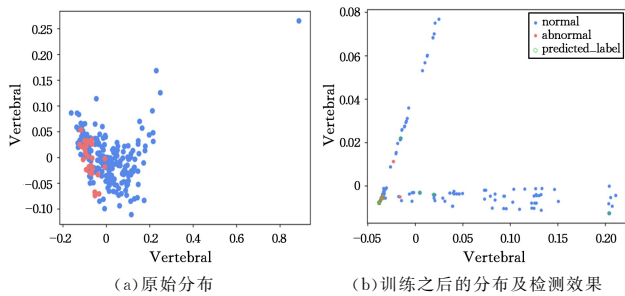 0.25
0.20
0.15
0.10
0.05
0
−0.05
−0.10
Vertebral
−0.2 0 0.2 0.4 0.6 0.8
Vertebral
(a)原始分布
0.08
0.06
0.04
0.02
0
Vertebral
normal
abnormal
predicted_label
−0.05 0 0.05 0.10 0.15 0.20
Vertebral
(b)训练之后的分布及检测效果